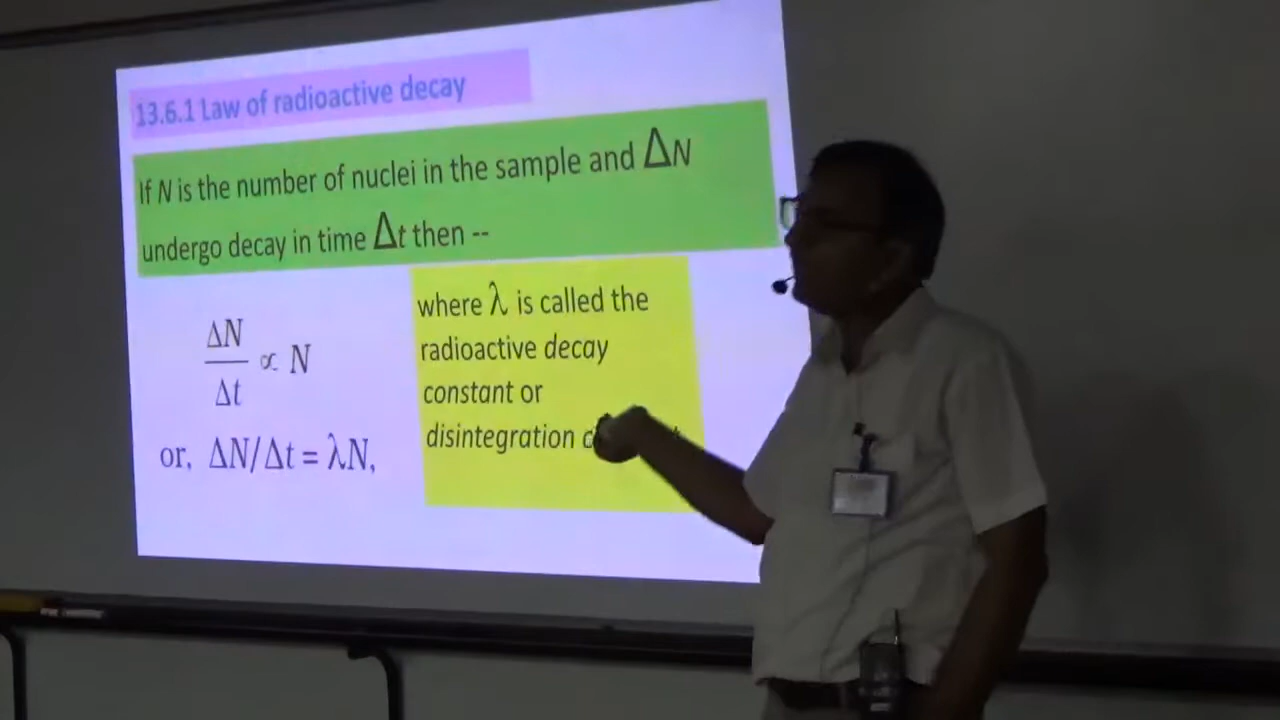 13.6.1 Law of radioactive decay
If N is the number of nuclei in the sample and ΔN
undergo decay in time Δt then --
ΔN
Δt
∝ N
or, ΔN/Δt = λN,
where λ is called the
radioactive decay
constant or
disintegration